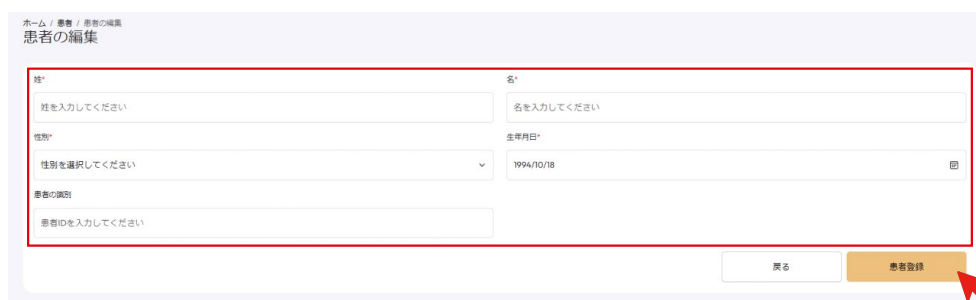 ホーム / 患者 / 患者の編集
患者の編集
姓*
名*
姓を入力してください
名を入力してください
性別*
生年月日*
性別を選択してください
1994/10/18
患者の識別
患者IDを入力してください
戻る
患者登録